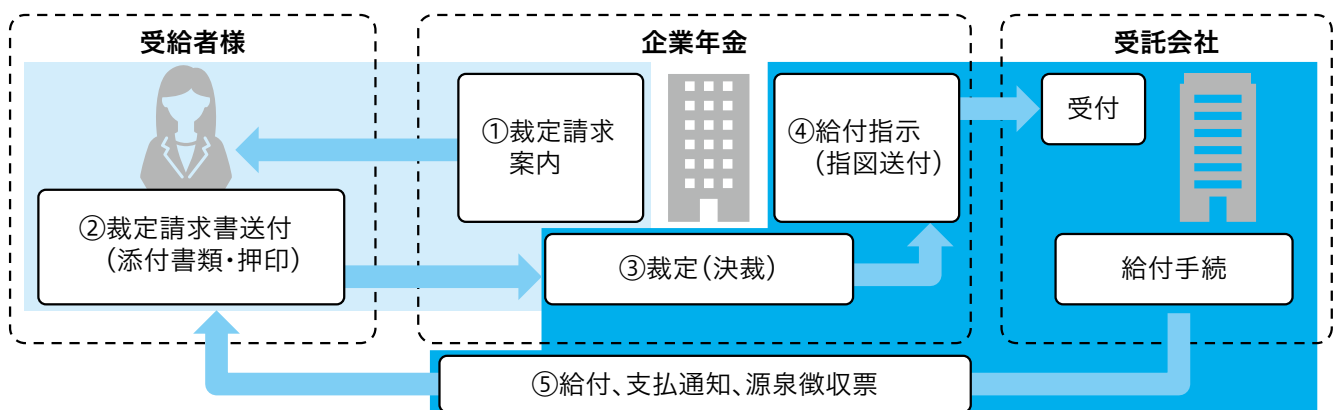 受給者様
企業年金
受託会社
①裁定請求
案内
④給付指示
(指図送付)
受付
②裁定請求書送付
(添付書類・押印)
③裁定(決裁)
給付手続
⑤給付、支払通知、源泉徴収票